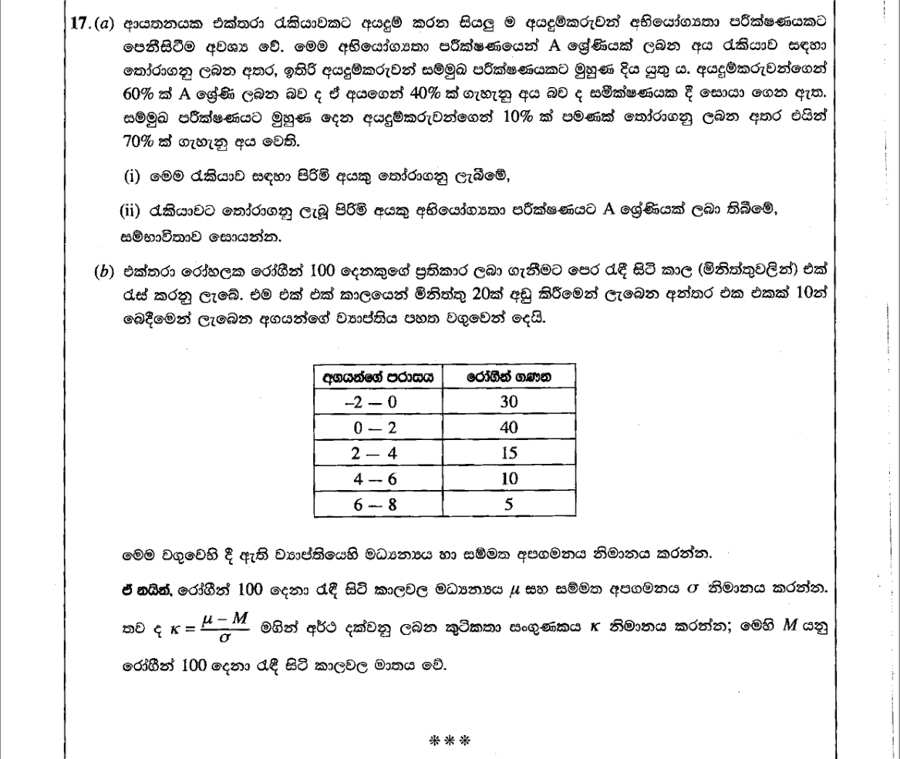 17. (a) ආයතනයක එක්තරා රැකියාවකට අයදුම් කරන සියලු ම අයදුම්කරුවන් අභියෝග්‍යතා පරීක්ෂණයකට
පෙනීසිටීම අවශ්‍ය වේ. මෙම අභියෝග්‍යතා පරීක්ෂණයෙන් A ශ්‍රේණියක් ලබන අය රැකියාව සඳහා
තෝරාගනු ලබන අතර, ඉතිරි අයදුම්කරුවන් සම්මුඛ පරීක්ෂණයකට මුහුණ දිය යුතු ය. අයදුම්කරුවන්ගෙන්
60% ක් A ශ්‍රේණි ලබන බව ද ඒ අයගෙන් 40% ක් ගැහැනු අය බව ද සමීක්ෂණයක දී සොයා ගෙන ඇත.
සම්මුඛ පරීක්ෂණයට මුහුණ දෙන අයදුම්කරුවන්ගෙන් 10% ක් පමණක් තෝරාගනු ලබන අතර එයින්
70% ක් ගැහැනු අය වෙති.
(i) මෙම රැකියාව සඳහා පිරිමි අයකු තෝරාගනු ලැබීමේ,
(ii) රැකියාවට තෝරාගනු ලැබූ පිරිමි අයකු අභියෝග්‍යතා පරීක්ෂණයට A ශ්‍රේණියක් ලබා තිබීමේ,
සම්භාවිතාව සොයන්න.
(b) එක්තරා රෝහලක රෝගීන් 100 දෙනකුගේ ප්‍රතිකාර ලබා ගැනීමට පෙර රැඳී සිටි කාල (මිනිත්තුවලින්) එක්
රැස් කරනු ලැබේ. එම එක් එක් කාලයෙන් මිනිත්තු 20ක් අඩු කිරීමෙන් ලැබෙන අන්තර එක එකක් 10න්
බෙදීමෙන් ලැබෙන අගයන්ගේ ව්‍යාප්තිය පහත වගුවෙන් දෙයි.
අගයන්ගේ පරාසය රෝගීන් ගණන
–2 – 0 30
0 – 2 40
2 – 4 15
4 – 6 10
6 – 8 5
මෙම වගුවෙහි දී ඇති ව්‍යාප්තියෙහි මධ්‍යන්‍යය හා සම්මත අපගමනය නිමානය කරන්න.
ඒ නයින්, රෝගීන් 100 දෙනා රැඳී සිටි කාලවල මධ්‍යන්‍යය μ සහ සම්මත අපගමනය σ නිමානය කරන්න.
තව ද κ = (μ – M)/σ මගින් අර්ථ දක්වනු ලබන කුටිකතා සංගුණකය κ නිමානය කරන්න; මෙහි M යනු
රෝගීන් 100 දෙනා රැඳී සිටි කාලවල මාතය වේ.
***